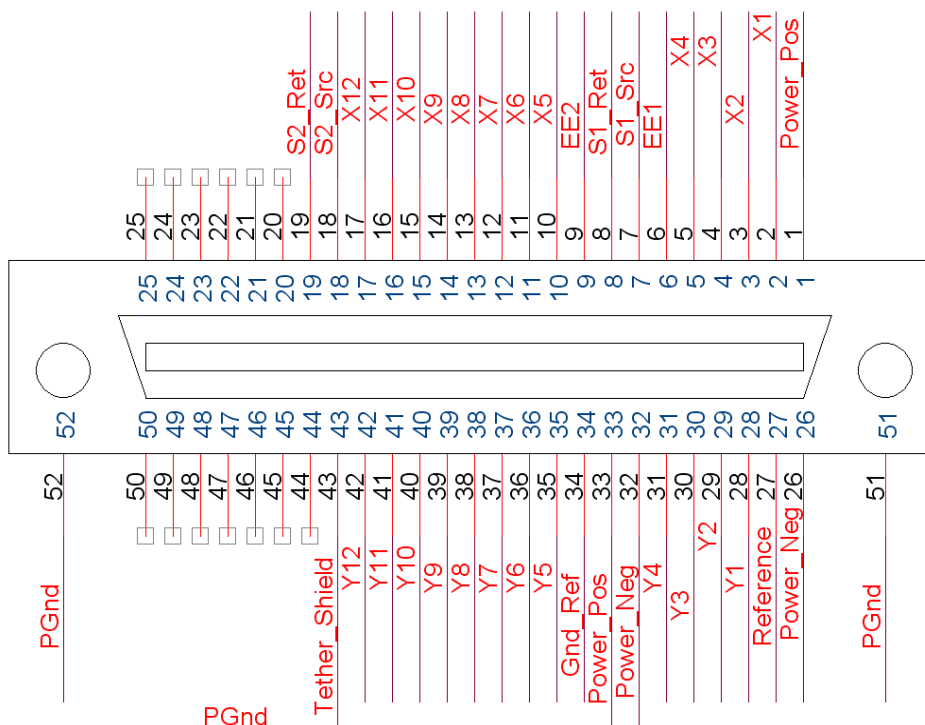 S2_Ret
S2_Src
X12
X11
X10
X9
X8
X7
X6
X5
EE2
S1_Ret
S1_Src
EE1
X4
X3
X2
X1
Power_Pos
25 24 23 22 21 20 19 18 17 16 15 14 13 12 11 10 9 8 7 6 5 4 3 2 1
25 24 23 22 21 20 19 18 17 16 15 14 13 12 11 10 9 8 7 6 5 4 3 2 1
52 50 49 48 47 46 45 44 43 42 41 40 39 38 37 36 35 34 33 32 31 30 29 28 27 26 51
52 50 49 48 47 46 45 44 43 42 41 40 39 38 37 36 35 34 33 32 31 30 29 28 27 26 51
PGnd
Tether_Shield
Y12
Y11
Y10
Y9
Y8
Y7
Y6
Y5
Gnd_Ref
Power_Pos
Power_Neg
Y4
Y3
Y2
Y1
Reference
Power_Neg
PGnd
PGnd